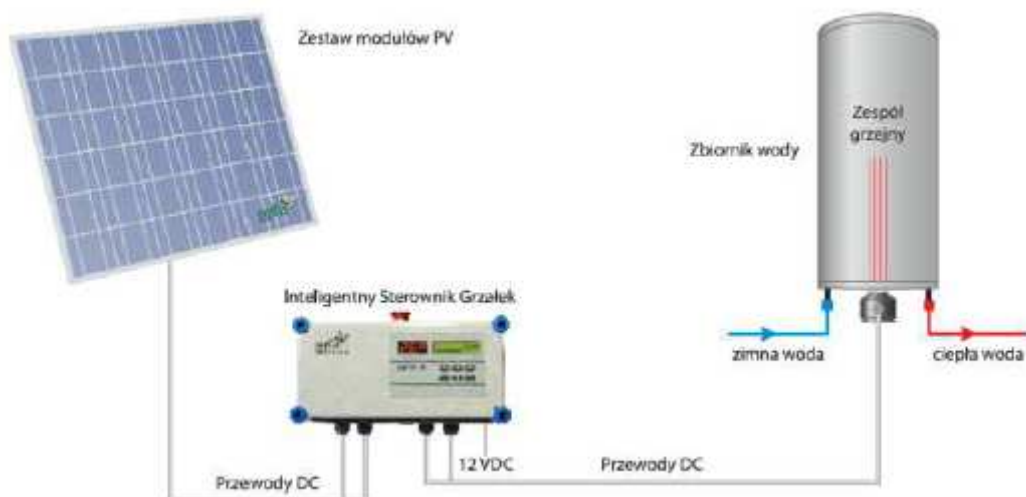 Zestaw modułów PV
Zespół
grzejny
Zbiornik wody
Inteligentny Sterownik Grzałek
zimna woda
ciepła woda
12 VDC
Przewody DC
Przewody DC